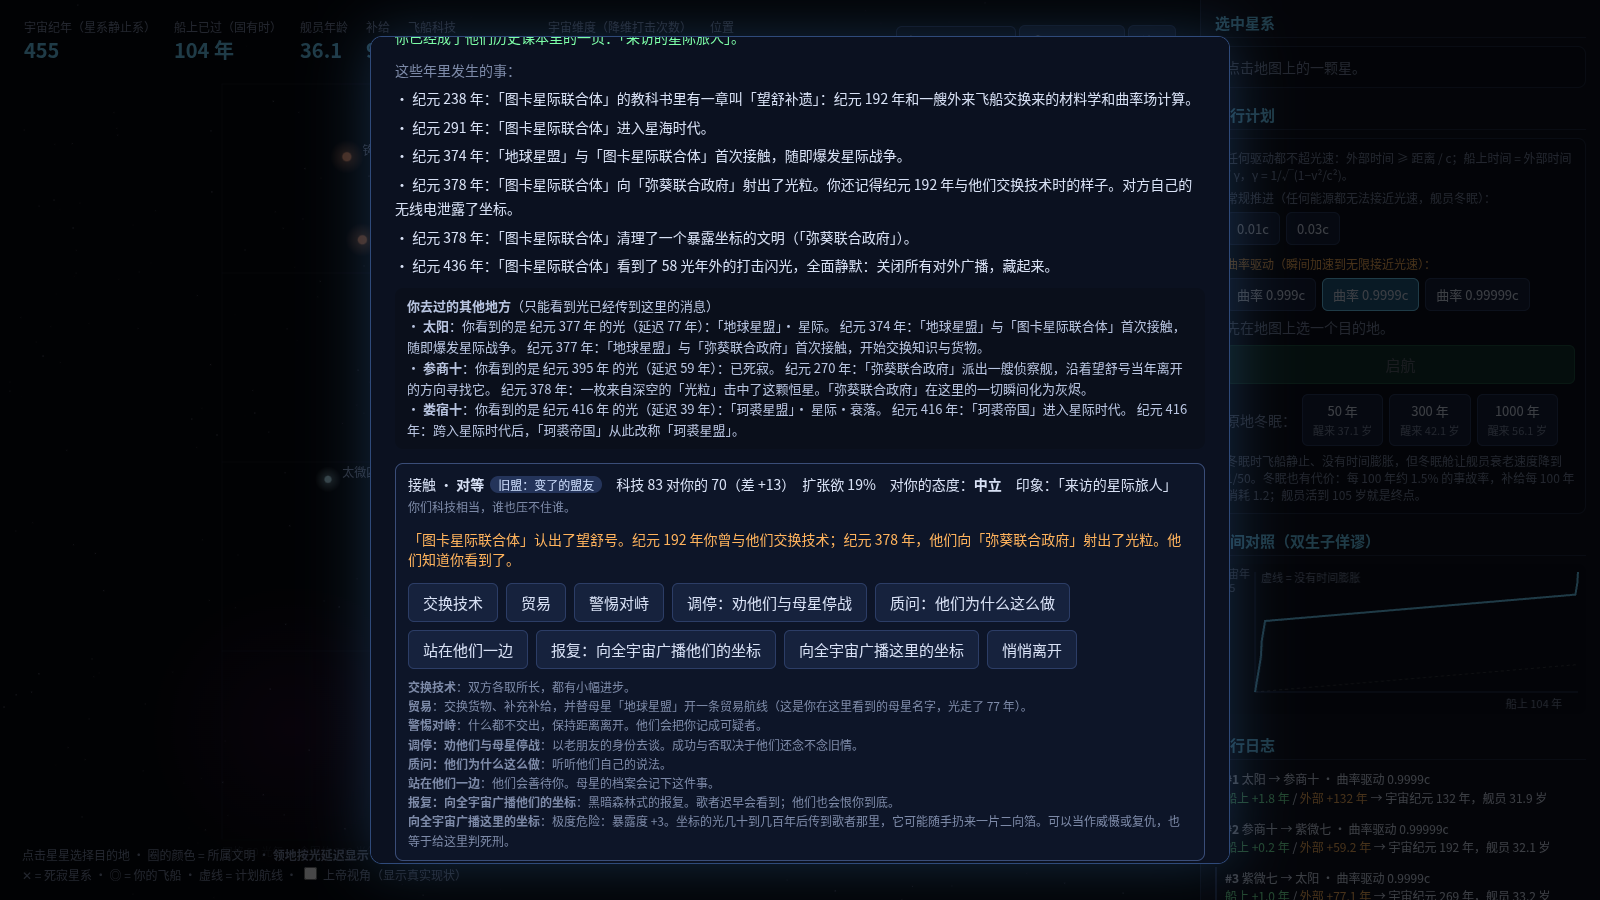 宇宙纪年（星系静止系）
455
船上已过（固有时）
104 年
舰员年龄
36.1
补给
飞船科技
宇宙维度（降维打击次数）
位置
你已经成了他们历史课本里的一页：「来访的星际旅人」。
这些年里发生的事：
· 纪元 238 年：「图卡星际联合体」的教科书里有一章叫「望舒补遗」：纪元 192 年和一艘外来飞船交换来的材料学和曲率场计算。
· 纪元 291 年：「图卡星际联合体」进入星海时代。
· 纪元 374 年：「地球星盟」与「图卡星际联合体」首次接触，随即爆发星际战争。
· 纪元 378 年：「图卡星际联合体」向「弥葵联合政府」射出了光粒。你还记得纪元 192 年与他们交换技术时的样子。对方自己的
无线电泄露了坐标。
· 纪元 378 年：「图卡星际联合体」清理了一个暴露坐标的文明（「弥葵联合政府」）。
· 纪元 436 年：「图卡星际联合体」看到了 58 光年外的打击闪光，全面静默：关闭所有对外广播，藏起来。
你去过的其他地方（只能看到光已经传到这里的消息）
· 太阳：你看到的是 纪元 377 年 的光（延迟 77 年）：「地球星盟」· 星际。 纪元 374 年：「地球星盟」与「图卡星际联合体」首次接触，
随即爆发星际战争。 纪元 377 年：「地球星盟」与「弥葵联合政府」首次接触，开始交换知识与货物。
· 参商十：你看到的是 纪元 395 年 的光（延迟 59 年）：已死寂。 纪元 270 年：「弥葵联合政府」派出一艘侦察舰，沿着望舒号当年离开
的方向寻找它。 纪元 378 年：一枚来自深空的「光粒」击中了这颗恒星。「弥葵联合政府」在这里的一切瞬间化为灰烬。
· 娄宿十：你看到的是 纪元 416 年 的光（延迟 39 年）：「珂裘星盟」· 星际·衰落。 纪元 416 年：「珂裘帝国」进入星际时代。 纪元 416
年：跨入星际时代后，「珂裘帝国」从此改称「珂裘星盟」。
接触 · 对等 旧盟：变了的盟友 科技 83 对你的 70（差 +13） 扩张欲 19% 对你的态度：中立 印象：「来访的星际旅人」
你们科技相当，谁也压不住谁。
「图卡星际联合体」认出了望舒号。纪元 192 年你曾与他们交换技术；纪元 378 年，他们向「弥葵联合政府」射出了光粒。他
们知道你看到了。
交换技术
贸易
警惕对峙
调停：劝他们与母星停战
质问：他们为什么这么做
站在他们一边
报复：向全宇宙广播他们的坐标
向全宇宙广播这里的坐标
悄悄离开
交换技术：双方各取所长，都有小幅进步。
贸易：交换货物、补充补给，并替母星「地球星盟」开一条贸易航线（这是你在这里看到的母星名字，光走了 77 年）。
警惕对峙：什么都不交出，保持距离离开。他们会把你记成可疑者。
调停：劝他们与母星停战：以老朋友的身份去谈。成功与否取决于他们还念不念旧情。
质问：他们为什么这么做：听听他们自己的说法。
站在他们一边：他们会善待你。母星的档案会记下这件事。
报复：向全宇宙广播他们的坐标：黑暗森林式的报复。歌者迟早会看到；他们也会恨你到底。
向全宇宙广播这里的坐标：极度危险：暴露度 +3。坐标的光几十到几百年后传到歌者那里，它可能随手扔来一片二向箔。可以当作威慑或复仇，也
等于给这里判死刑。
太微四
点击星星选择目的地 · 圈的颜色 = 所属文明 · 领地按光延迟显示
× = 死寂星系 · ◎ = 你的飞船 · 虚线 = 计划航线 · 上帝视角（显示真实现状）
选中星系
点击地图上的一颗星。
行计划
任何驱动都不超光速：外部时间 ⩾ 距离 / c；船上时间 = 外部时间
γ，γ = 1/√(1−v²/c²)。
常规推进（任何能源都无法接近光速，舰员冬眠）：
0.01c
0.03c
曲率驱动（瞬间加速到无限接近光速）：
曲率 0.999c
曲率 0.9999c
曲率 0.99999c
先在地图上选一个目的地。
启航
原地冬眠：
50 年
醒来 37.1 岁
300 年
醒来 42.1 岁
1000 年
醒来 56.1 岁
冬眠时飞船静止、没有时间膨胀，但冬眠舱让舰员衰老速度降到
1/50。冬眠也有代价：每 100 年约 1.5% 的事故率，补给每 100 年
消耗 1.2；舰员活到 105 岁就是终点。
间对照（双生子佯谬）
宙年
5
虚线 = 没有时间膨胀
船上 104 年
行日志
#1 太阳 → 参商十 · 曲率驱动 0.9999c
船上 +1.8 年 / 外部 +132 年 → 宇宙纪元 132 年，舰员 31.9 岁
#2 参商十 → 紫微七 · 曲率驱动 0.99999c
船上 +0.2 年 / 外部 +59.2 年 → 宇宙纪元 192 年，舰员 32.1 岁
#3 紫微七 → 太阳 · 曲率驱动 0.9999c
船上 +1.0 年 / 外部 +77.1 年 → 宇宙纪元 269 年，舰员 33.2 岁